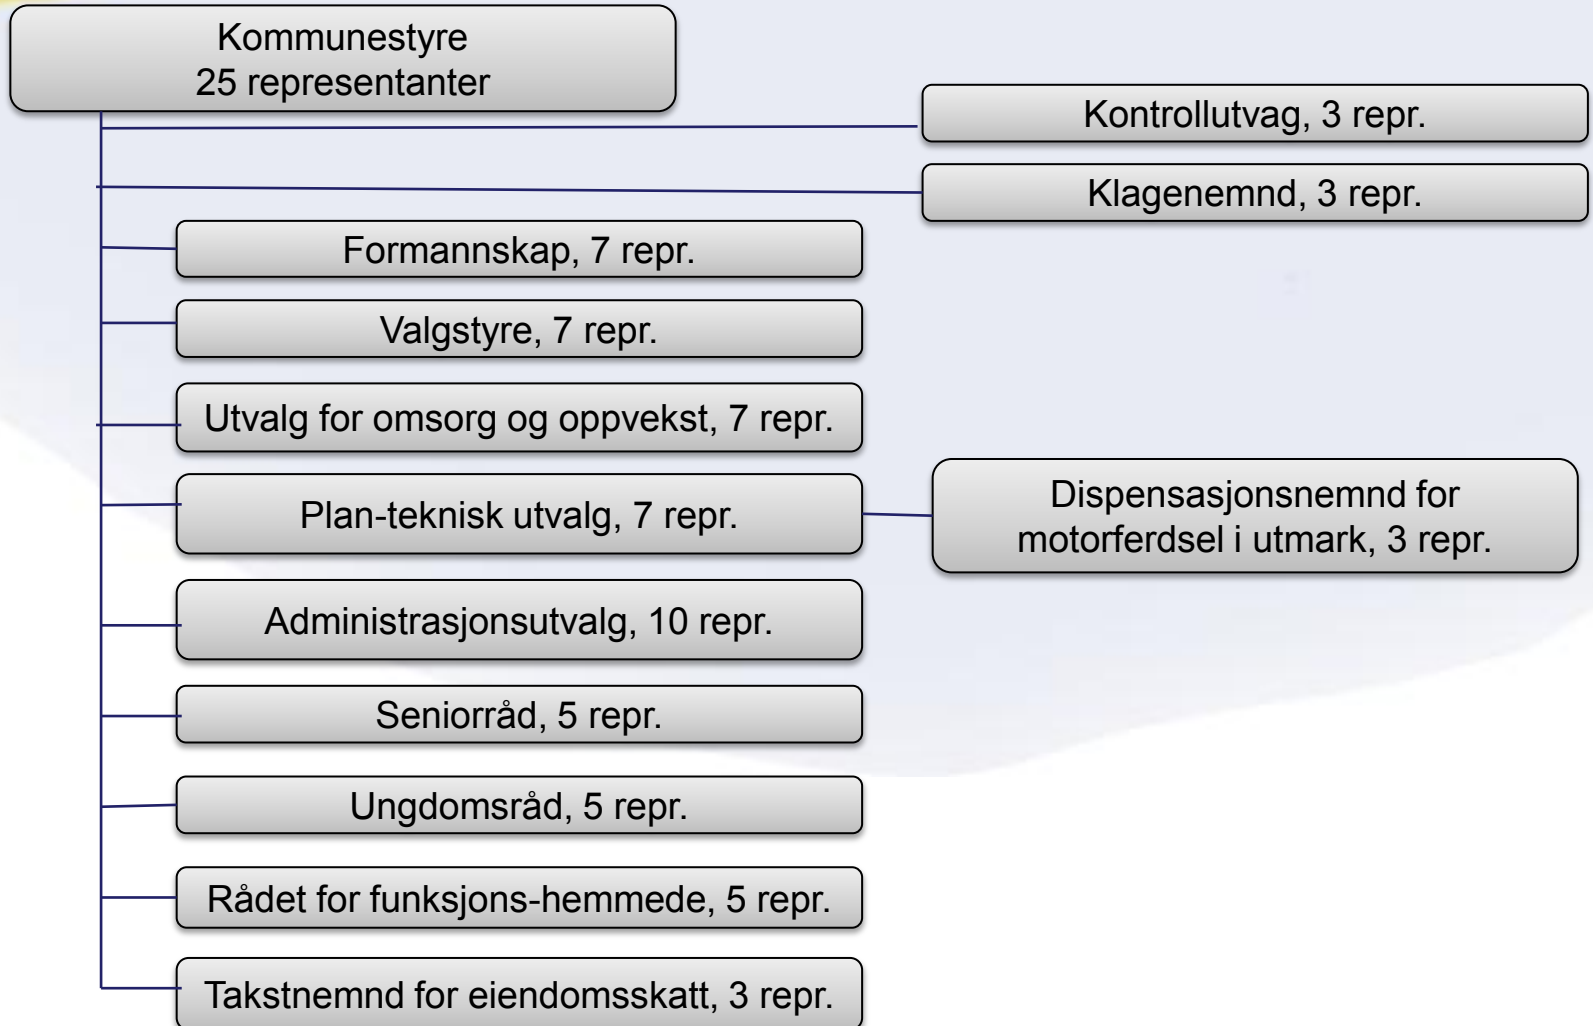 Kommunestyre
25 representanter
Kontrollutvag, 3 repr.
Klagenemnd, 3 repr.
Formannskap, 7 repr.
Valgstyre, 7 repr.
Utvalg for omsorg og oppvekst, 7 repr.
Plan-teknisk utvalg, 7 repr.
Dispensasjonsnemnd for
motorferdsel i utmark, 3 repr.
Administrasjonsutvalg, 10 repr.
Seniorråd, 5 repr.
Ungdomsråd, 5 repr.
Rådet for funksjons-hemmede, 5 repr.
Takstnemnd for eiendomsskatt, 3 repr.